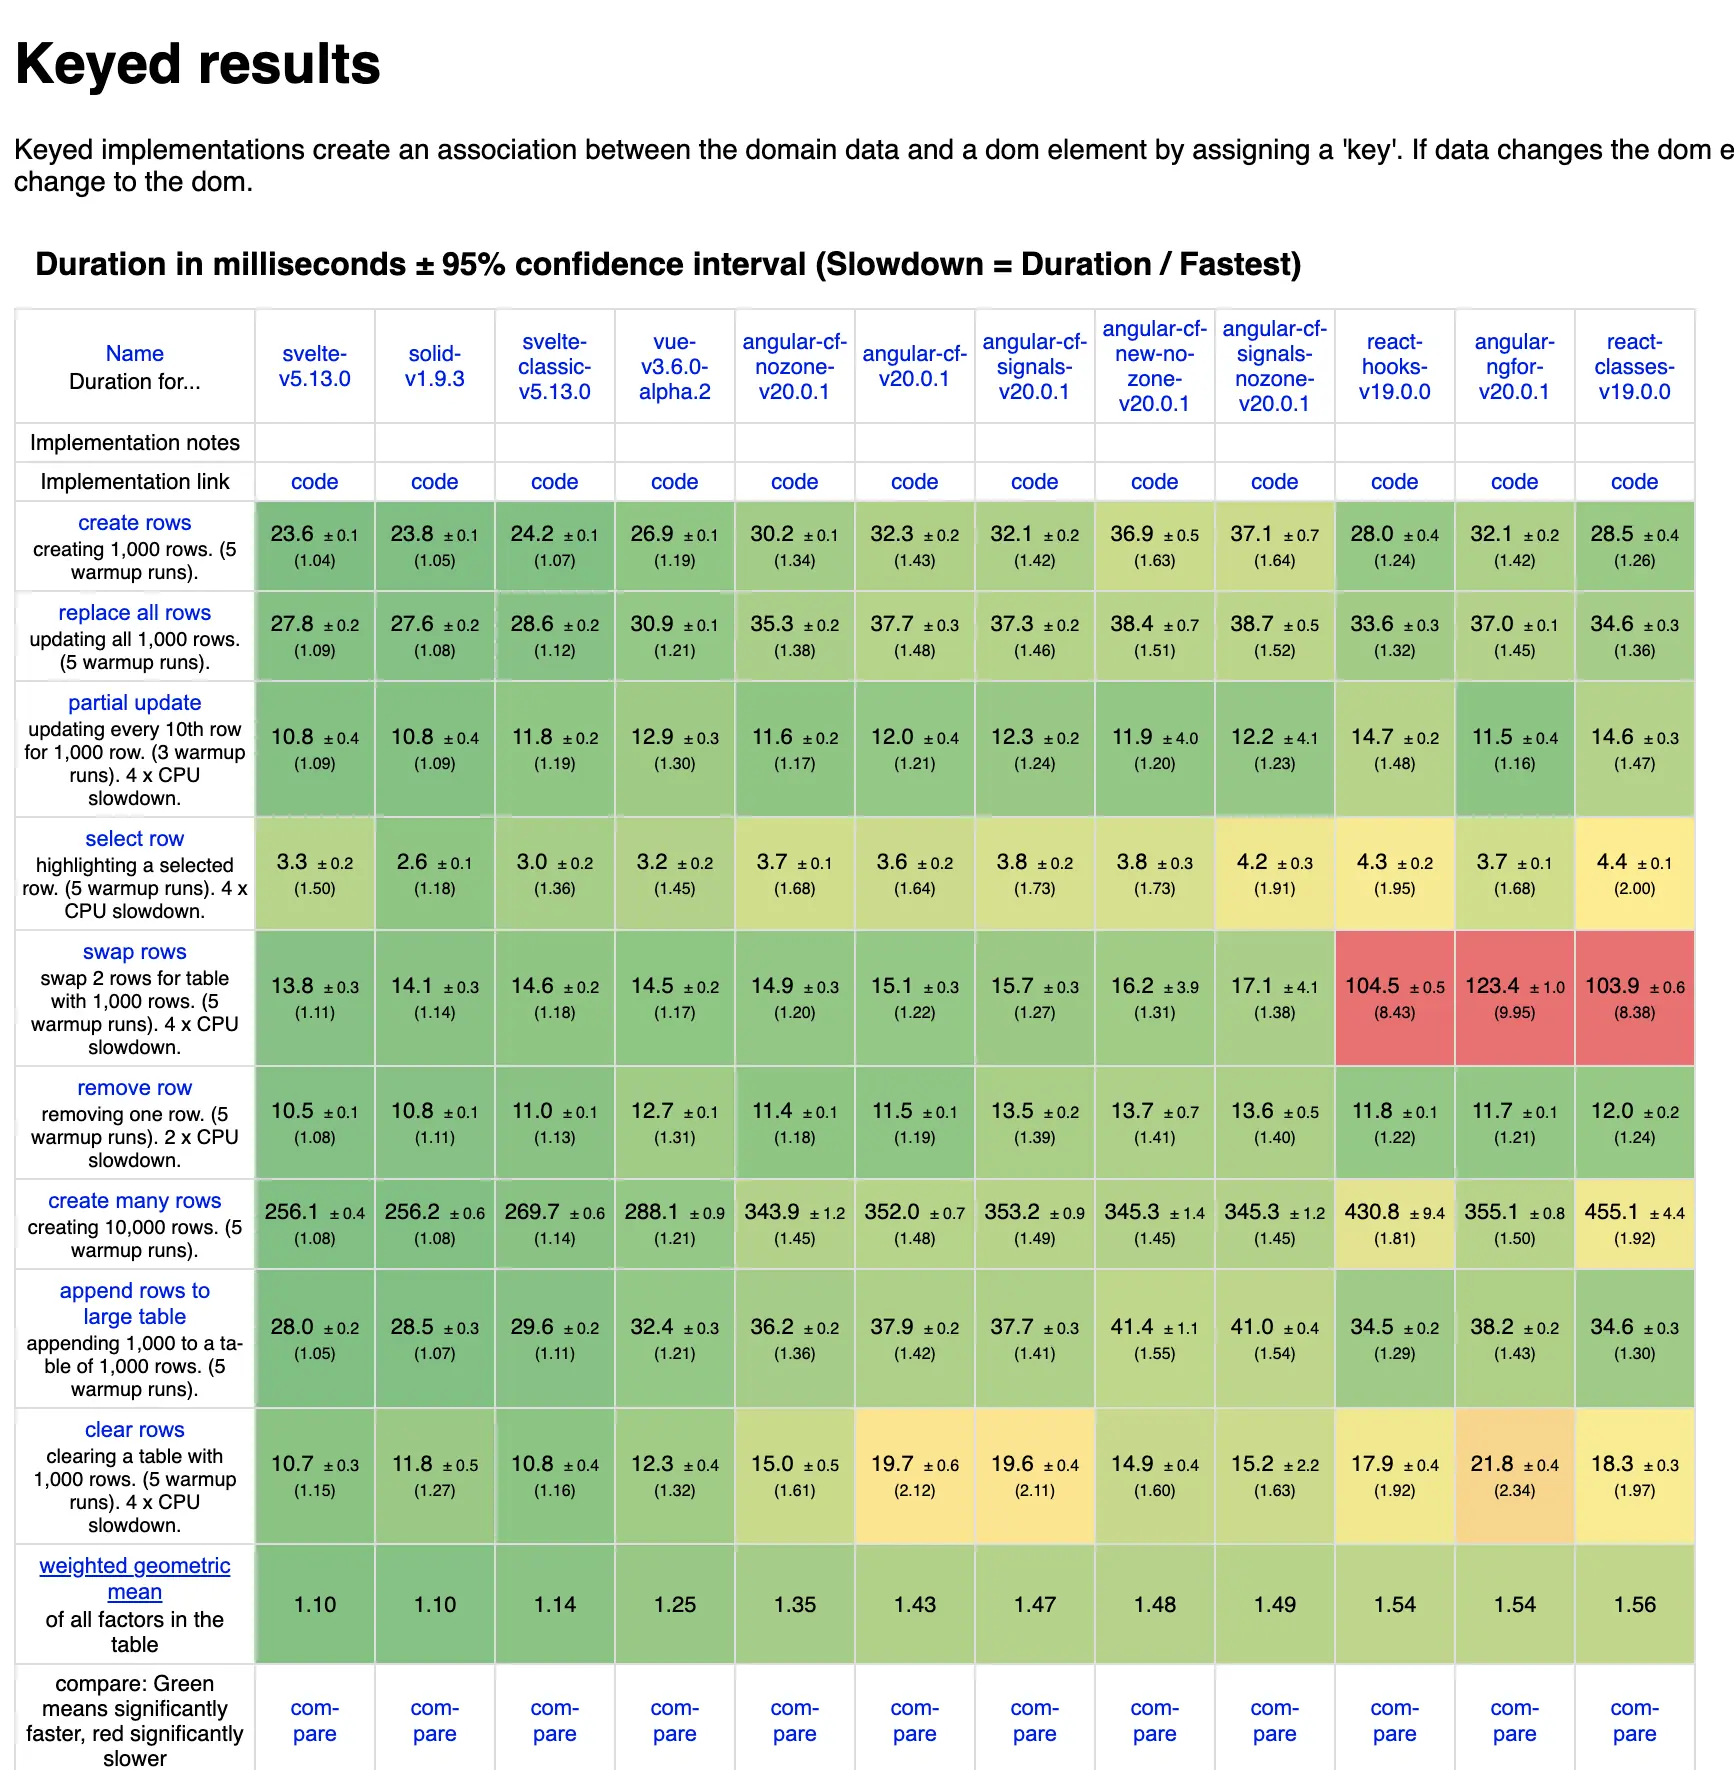 Keyed results
Keyed implementations create an association between the domain data and a dom element by assigning a 'key'. If data changes the dom e
change to the dom.
Duration in milliseconds ± 95% confidence interval (Slowdown = Duration / Fastest)
Name Duration for... svelte-v5.13.0 solid-v1.9.3 svelte-classic-v5.13.0 vue-v3.6.0-alpha.2 angular-cf-nozone-v20.0.1 angular-cf-v20.0.1 angular-cf-signals-v20.0.1 angular-cf-new-no-zone-v20.0.1 angular-cf-signals-nozone-v20.0.1 react-hooks-v19.0.0 angular-ngfor-v20.0.1 react-classes-v19.0.0
Implementation notes
Implementation link code code code code code code code code code code code code
create rows
creating 1,000 rows. (5
warmup runs).
23.6 ±0.1 23.8 ±0.1 24.2 ±0.1 26.9 ±0.1 30.2 ±0.1 32.3 ±0.2 32.1 ±0.2 36.9 ±0.5 37.1 ±0.7 28.0 ±0.4 32.1 ±0.2 28.5 ±0.4
(1.04) (1.05) (1.07) (1.19) (1.34) (1.43) (1.42) (1.63) (1.64) (1.24) (1.42) (1.26)
replace all rows
updating all 1,000 rows.
(5 warmup runs).
27.8 ±0.2 27.6 ±0.2 28.6 ±0.2 30.9 ±0.1 35.3 ±0.2 37.7 ±0.3 37.3 ±0.2 38.4 ±0.7 38.7 ±0.5 33.6 ±0.3 37.0 ±0.1 34.6 ±0.3
(1.09) (1.08) (1.12) (1.21) (1.38) (1.48) (1.46) (1.51) (1.52) (1.32) (1.45) (1.36)
partial update
updating every 10th row
for 1,000 row. (3 warmup
runs). 4 x CPU
slowdown.
10.8 ±0.4 10.8 ±0.4 11.8 ±0.2 12.9 ±0.3 11.6 ±0.2 12.0 ±0.4 12.3 ±0.2 11.9 ±4.0 12.2 ±4.1 14.7 ±0.2 11.5 ±0.4 14.6 ±0.3
(1.09) (1.09) (1.19) (1.30) (1.17) (1.21) (1.24) (1.20) (1.23) (1.48) (1.16) (1.47)
select row
highlighting a selected
row. (5 warmup runs). 4 x
CPU slowdown.
3.3 ±0.2 2.6 ±0.1 3.0 ±0.2 3.2 ±0.2 3.7 ±0.1 3.6 ±0.2 3.8 ±0.2 3.8 ±0.3 4.2 ±0.3 4.3 ±0.2 3.7 ±0.1 4.4 ±0.1
(1.50) (1.18) (1.36) (1.45) (1.68) (1.64) (1.73) (1.73) (1.91) (1.95) (1.68) (2.00)
swap rows
swap 2 rows for table
with 1,000 rows. (5
warmup runs). 4 x CPU
slowdown.
13.8 ±0.3 14.1 ±0.3 14.6 ±0.2 14.5 ±0.2 14.9 ±0.3 15.1 ±0.3 15.7 ±0.3 16.2 ±3.9 17.1 ±4.1 104.5 ±0.5 123.4 ±1.0 103.9 ±0.6
(1.11) (1.14) (1.18) (1.17) (1.20) (1.22) (1.27) (1.31) (1.38) (8.43) (9.95) (8.38)
remove row
removing one row. (5
warmup runs). 2 x CPU
slowdown.
10.5 ±0.1 10.8 ±0.1 11.0 ±0.1 12.7 ±0.1 11.4 ±0.1 11.5 ±0.1 13.5 ±0.2 13.7 ±0.7 13.6 ±0.5 11.8 ±0.1 11.7 ±0.1 12.0 ±0.2
(1.08) (1.11) (1.13) (1.31) (1.18) (1.19) (1.39) (1.41) (1.40) (1.22) (1.21) (1.24)
create many rows
creating 10,000 rows. (5
warmup runs).
256.1 ±0.4 256.2 ±0.6 269.7 ±0.6 288.1 ±0.9 343.9 ±1.2 352.0 ±0.7 353.2 ±0.9 345.3 ±1.4 345.3 ±1.2 430.8 ±9.4 355.1 ±0.8 455.1 ±4.4
(1.08) (1.08) (1.14) (1.21) (1.45) (1.48) (1.49) (1.45) (1.45) (1.81) (1.50) (1.92)
append rows to
large table
appending 1,000 to a ta-
ble of 1,000 rows. (5
warmup runs).
28.0 ±0.2 28.5 ±0.3 29.6 ±0.2 32.4 ±0.3 36.2 ±0.2 37.9 ±0.2 37.7 ±0.3 41.4 ±1.1 41.0 ±0.4 34.5 ±0.2 38.2 ±0.2 34.6 ±0.3
(1.05) (1.07) (1.11) (1.21) (1.36) (1.42) (1.41) (1.55) (1.54) (1.29) (1.43) (1.30)
clear rows
clearing a table with
1,000 rows. (5 warmup
runs). 4 x CPU
slowdown.
10.7 ±0.3 11.8 ±0.5 10.8 ±0.4 12.3 ±0.4 15.0 ±0.5 19.7 ±0.6 19.6 ±0.4 14.9 ±0.4 15.2 ±2.2 17.9 ±0.4 21.8 ±0.4 18.3 ±0.3
(1.15) (1.27) (1.16) (1.32) (1.61) (2.12) (2.11) (1.60) (1.63) (1.92) (2.34) (1.97)
weighted geometric
mean
of all factors in the
table
1.10 1.10 1.14 1.25 1.35 1.43 1.47 1.48 1.49 1.54 1.54 1.56
compare: Green
means significantly
faster, red significantly
slower
com- com- com- com- com- com- com- com- com- com- com- com-
pare pare pare pare pare pare pare pare pare pare pare pare